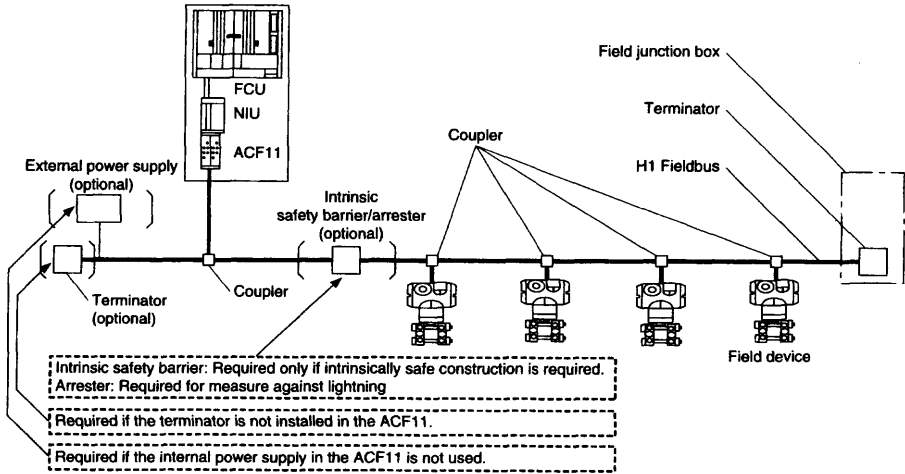 FCU
NIU
ACF11
Field junction box
Terminator
H1 Fieldbus
Coupler
External power supply
(optional)
Intrinsic
safety barrier/arrester
(optional)
Terminator
(optional)
Coupler
Field device
Intrinsic safety barrier: Required only if intrinsically safe construction is required.
Arrester: Required for measure against lightning
Required if the terminator is not installed in the ACF11.
Required if the internal power supply in the ACF11 is not used.